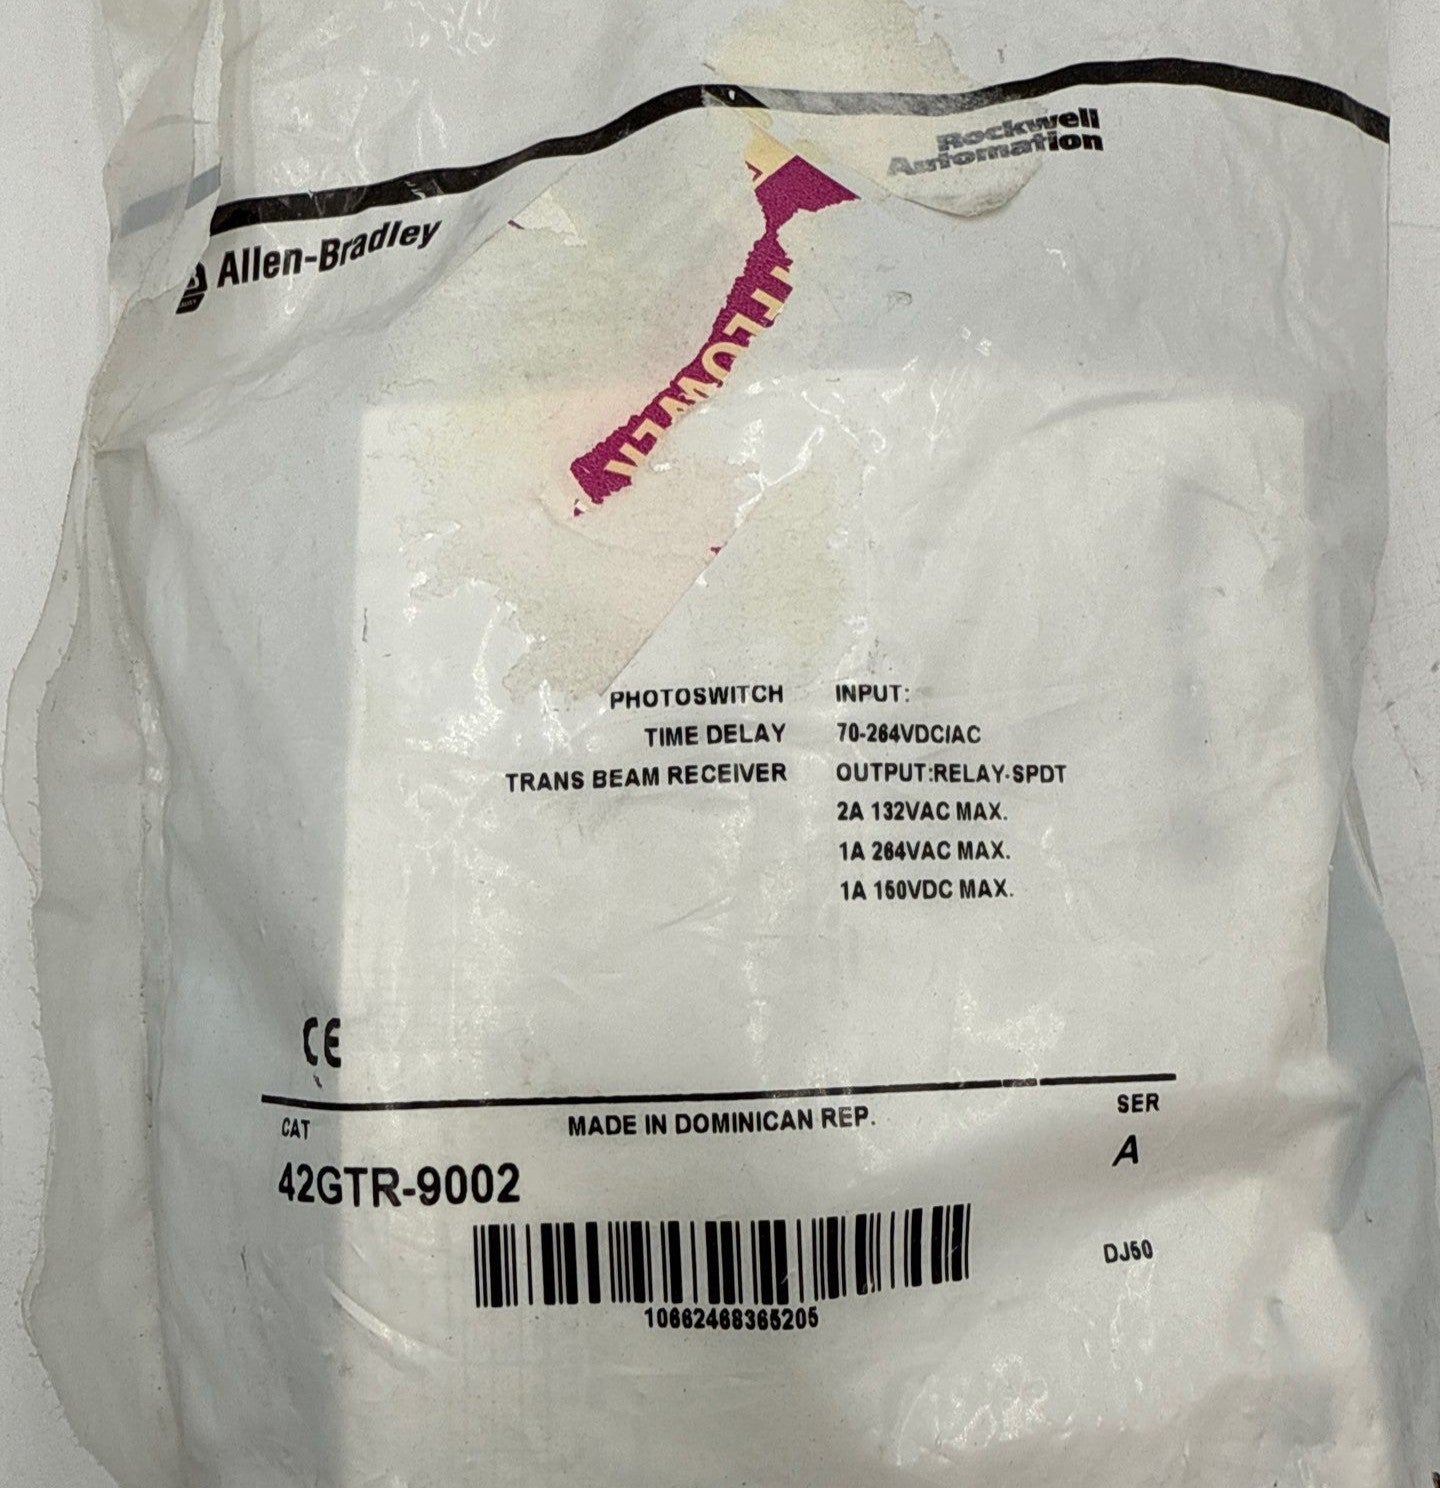 Rockwell
Automation
Allen-Bradley
PHOTOSWITCH
TIME DELAY
TRANS BEAM RECEIVER
INPUT:
70-264VDC/AC
OUTPUT:RELAY-SPDT
2A 132VAC MAX.
1A 264VAC MAX.
1A 150VDC MAX.
CE
CAT
MADE IN DOMINICAN REP.
SER
42GTR-9002
A
DJ50
10662468365205